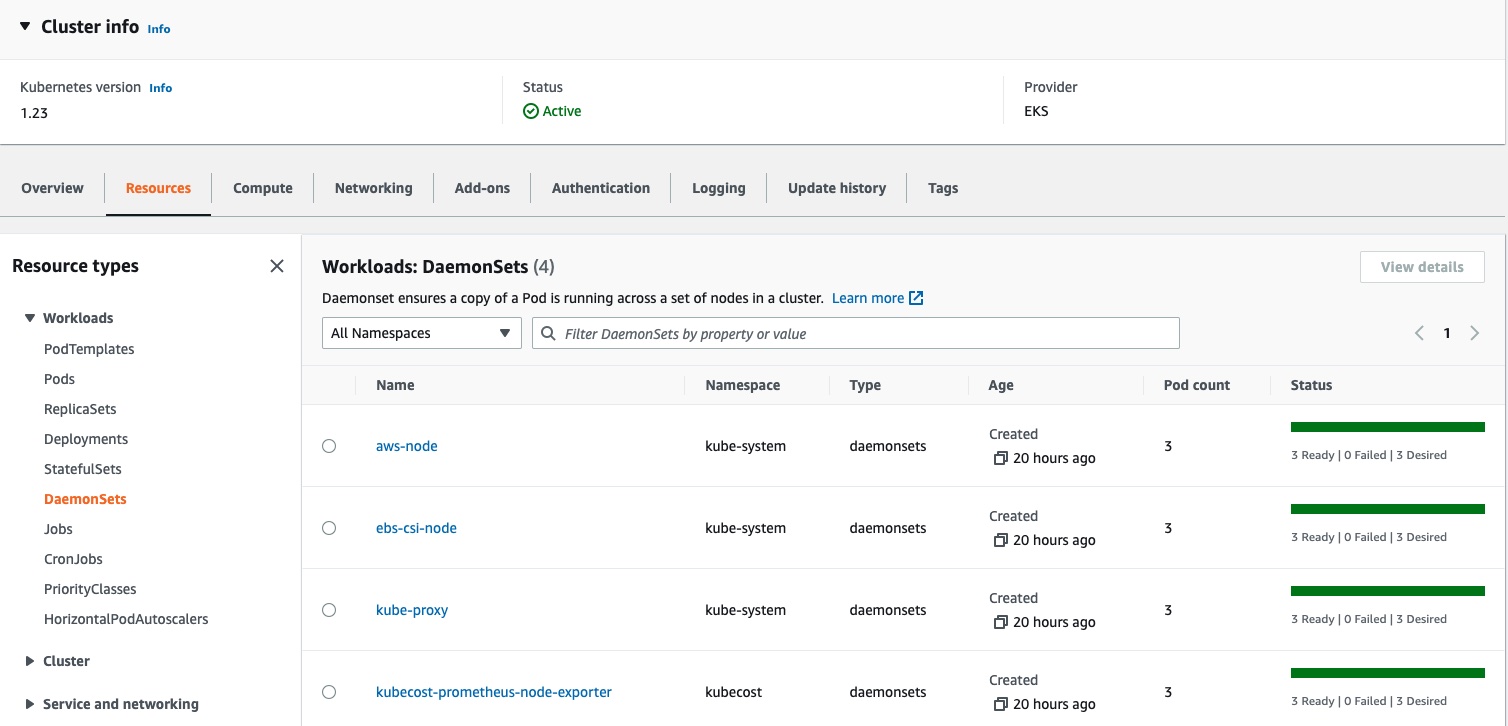 Cluster info Info
Kubernetes version Info
1.23
Status
Active
Provider
EKS
Overview Resources Compute Networking Add-ons Authentication Logging Update history Tags
Resource types
Workloads
PodTemplates
Pods
ReplicaSets
Deployments
StatefulSets
DaemonSets
Jobs
CronJobs
PriorityClasses
HorizontalPodAutoscalers
Cluster
Service and networking
Workloads: DaemonSets (4)
View details
Daemonset ensures a copy of a Pod is running across a set of nodes in a cluster. Learn more
All Namespaces
Filter DaemonSets by property or value
1
Name Namespace Type Age Pod count Status
aws-node kube-system daemonsets Created 20 hours ago 3 3 Ready | 0 Failed | 3 Desired
ebs-csi-node kube-system daemonsets Created 20 hours ago 3 3 Ready | 0 Failed | 3 Desired
kube-proxy kube-system daemonsets Created 20 hours ago 3 3 Ready | 0 Failed | 3 Desired
kubecost-prometheus-node-exporter kubecost daemonsets Created 20 hours ago 3 3 Ready | 0 Failed | 3 Desired